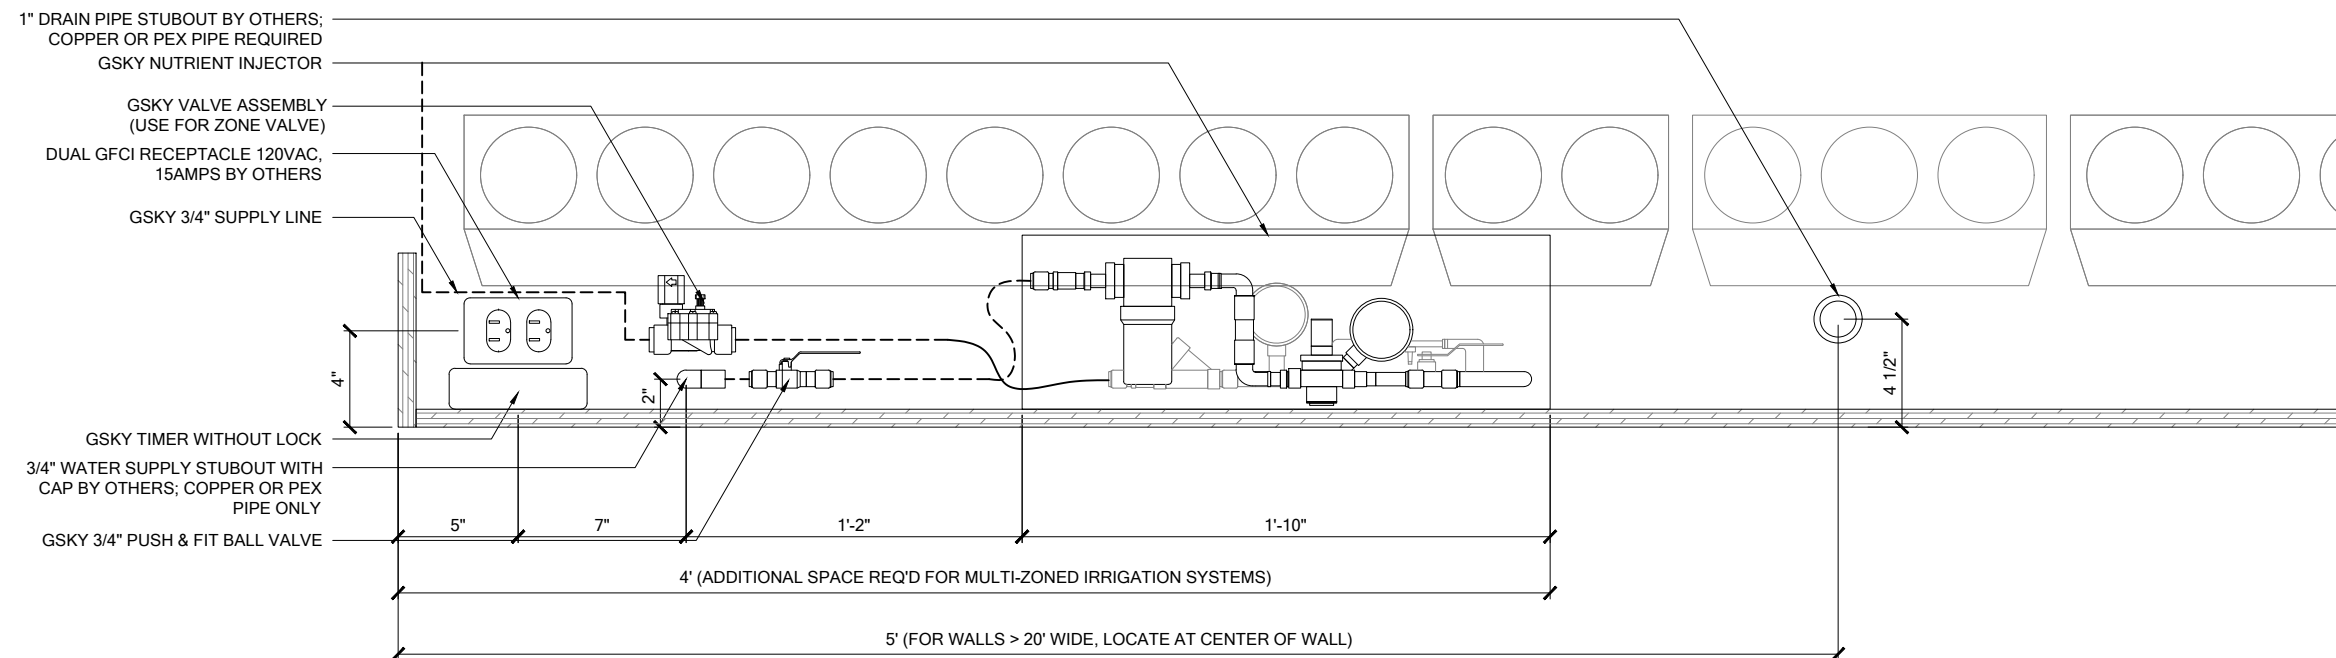 1" DRAIN PIPE STUBOUT BY OTHERS;
COPPER OR PEX PIPE REQUIRED
GSKY NUTRIENT INJECTOR
GSKY VALVE ASSEMBLY
(USE FOR ZONE VALVE)
DUAL GFCI RECEPTACLE 120VAC,
15AMPS BY OTHERS
GSKY 3/4" SUPPLY LINE
4"
2"
4 1/2"
GSKY TIMER WITHOUT LOCK
3/4" WATER SUPPLY STUBOUT WITH
CAP BY OTHERS; COPPER OR PEX
PIPE ONLY
GSKY 3/4" PUSH & FIT BALL VALVE
5"
7"
1'-2"
1'-10"
4' (ADDITIONAL SPACE REQ'D FOR MULTI-ZONED IRRIGATION SYSTEMS)
5' (FOR WALLS > 20' WIDE, LOCATE AT CENTER OF WALL)